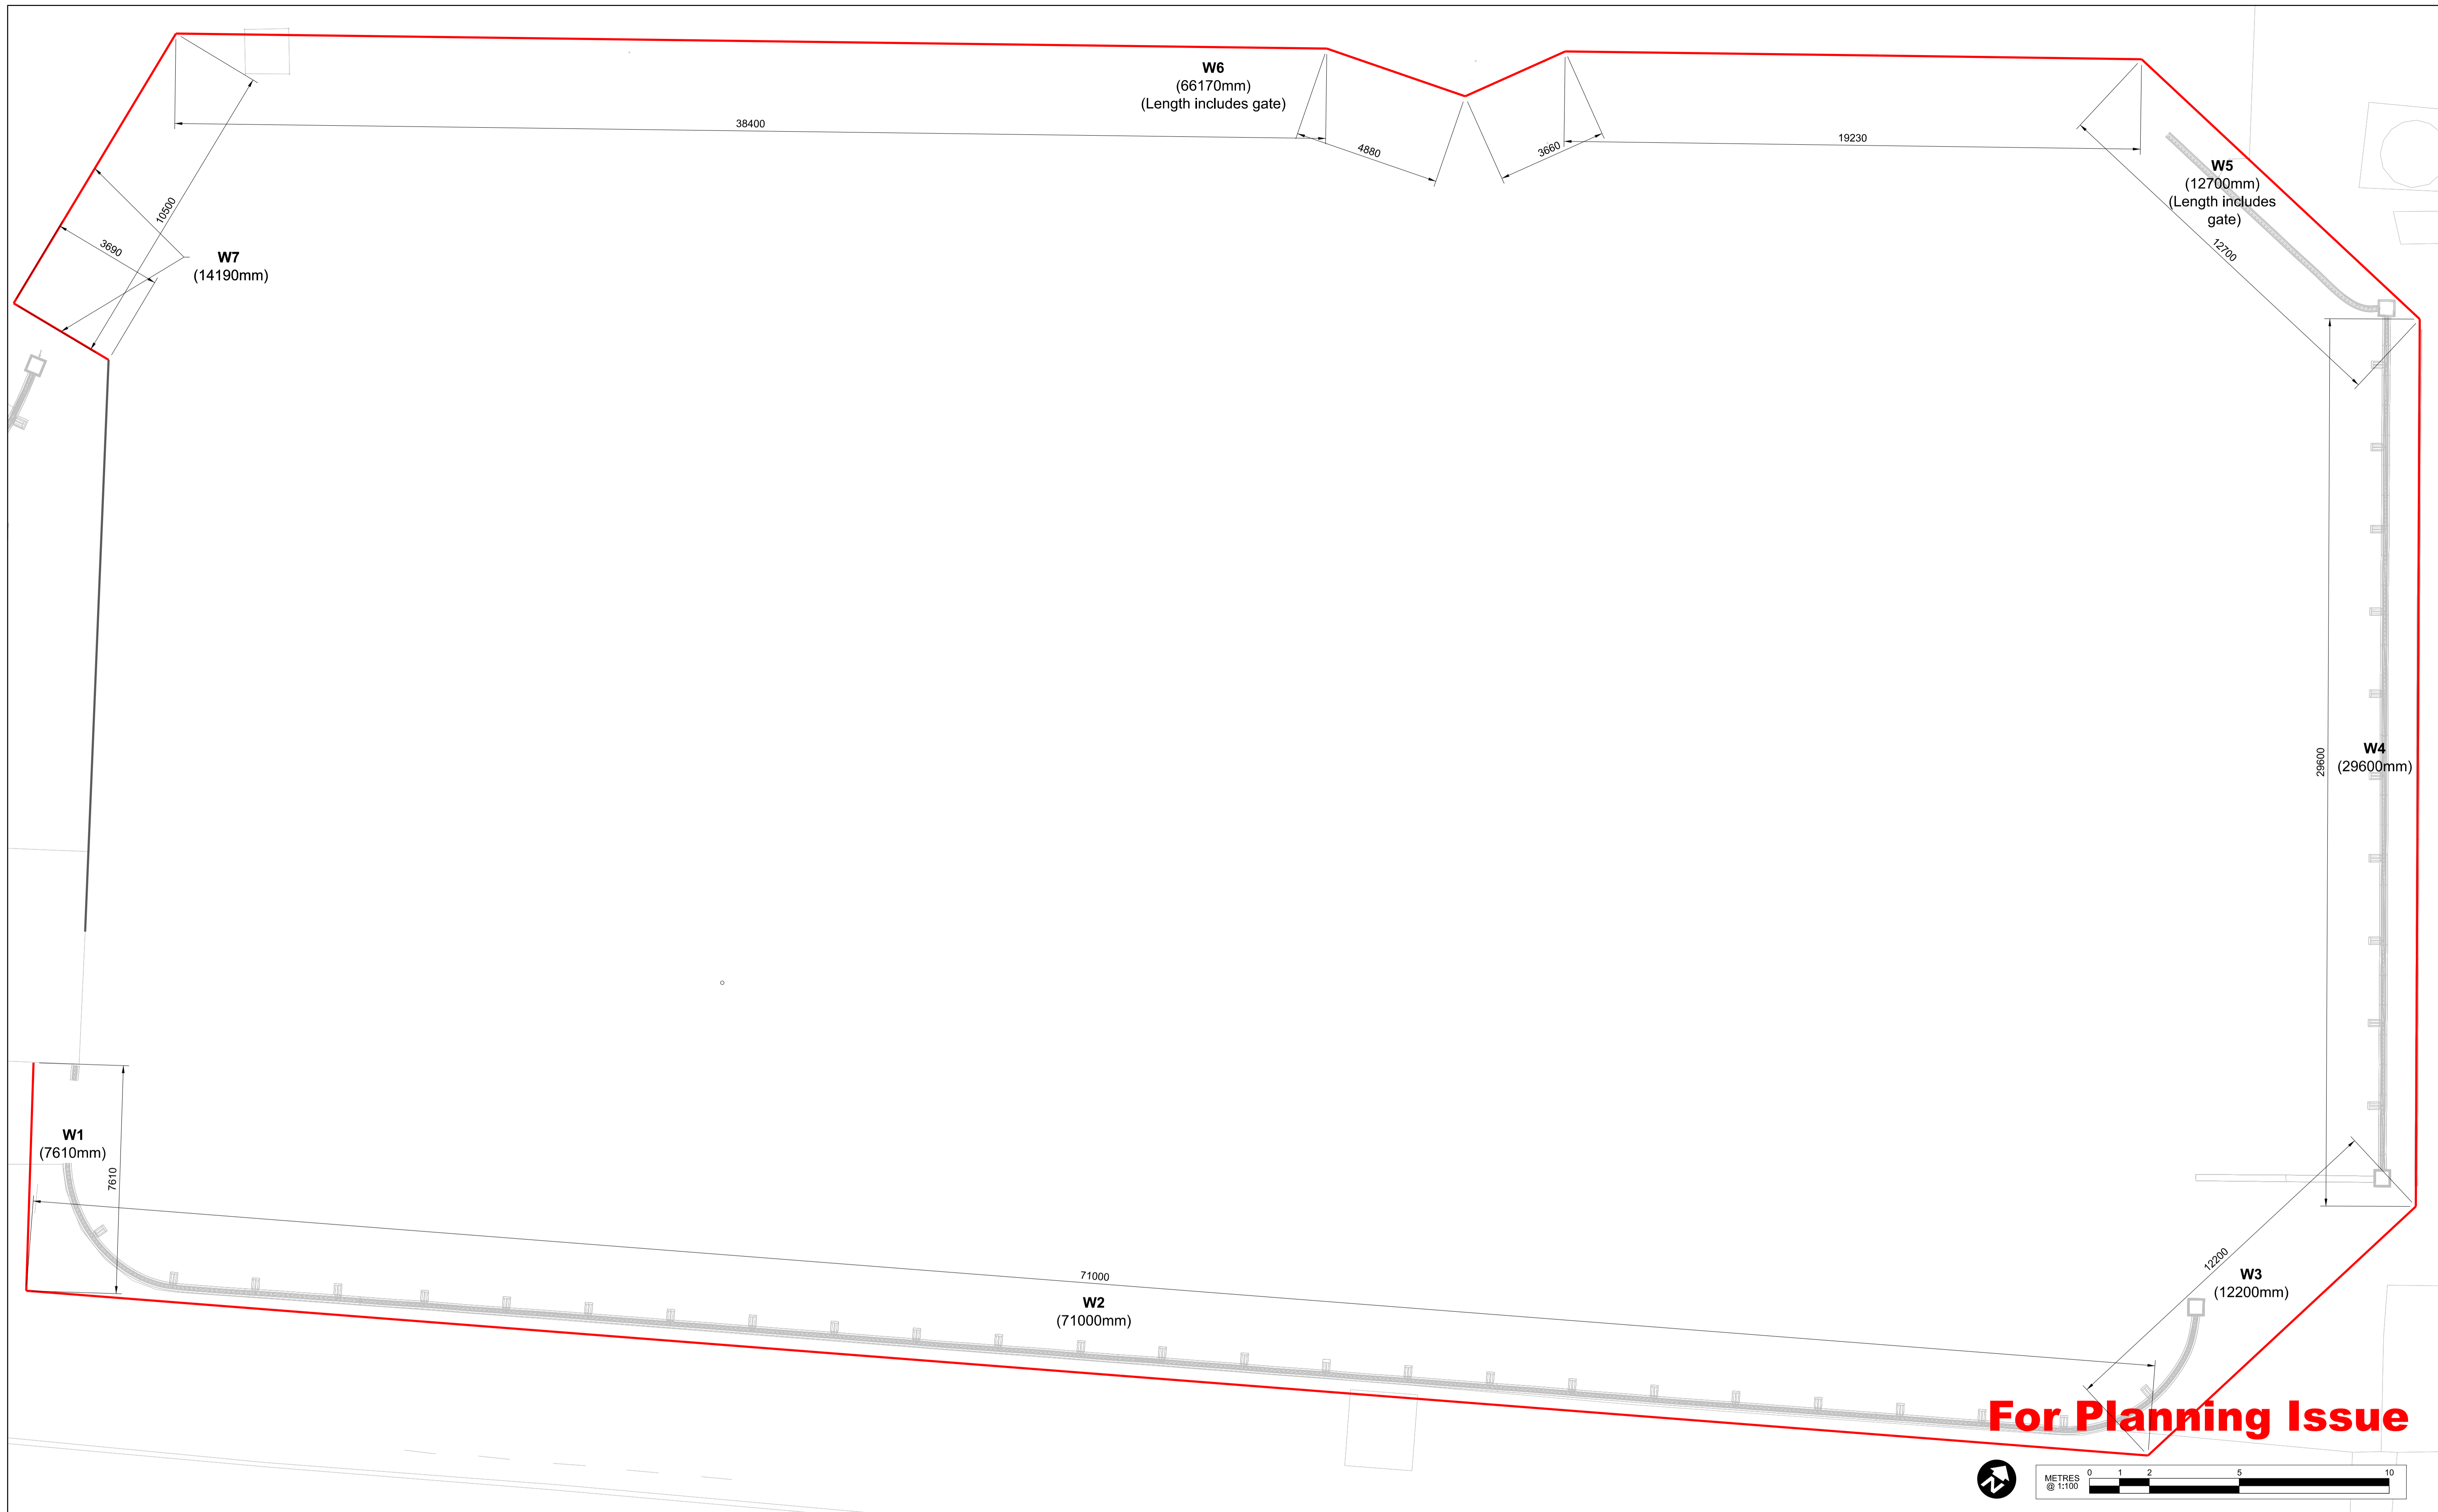 W6
(66170mm)
(Length includes gate)
38400
4880
3660
19230
W5
(12700mm)
(Length includes
gate)
12700
10500
3690
W7
(14190mm)
29600
W4
(29600mm)
W1
(7610mm)
7610
71000
W2
(71000mm)
12200
W3
(12200mm)
For Planning Issue
N
METRES
@ 1:100
0 1 2 5 10